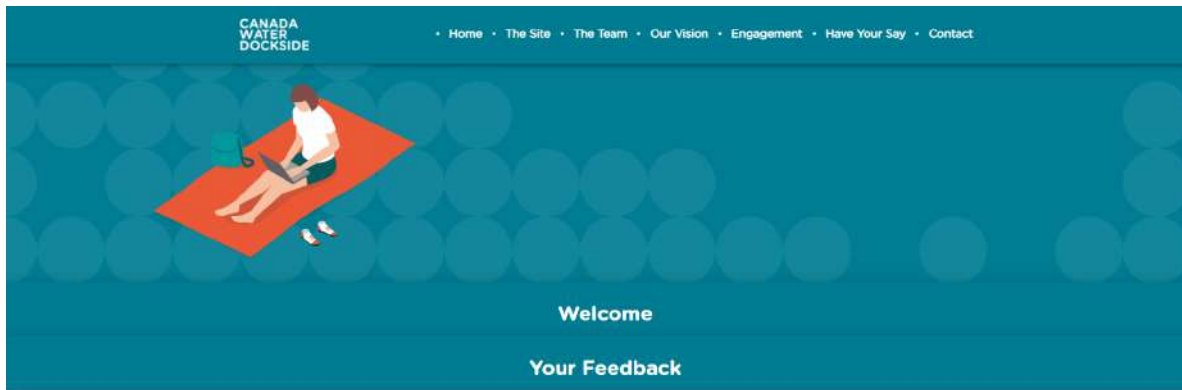 CANADA
WATER
DOCKSIDE
• Home • The Site • The Team • Our Vision • Engagement • Have Your Say • Contact
Welcome
Your Feedback